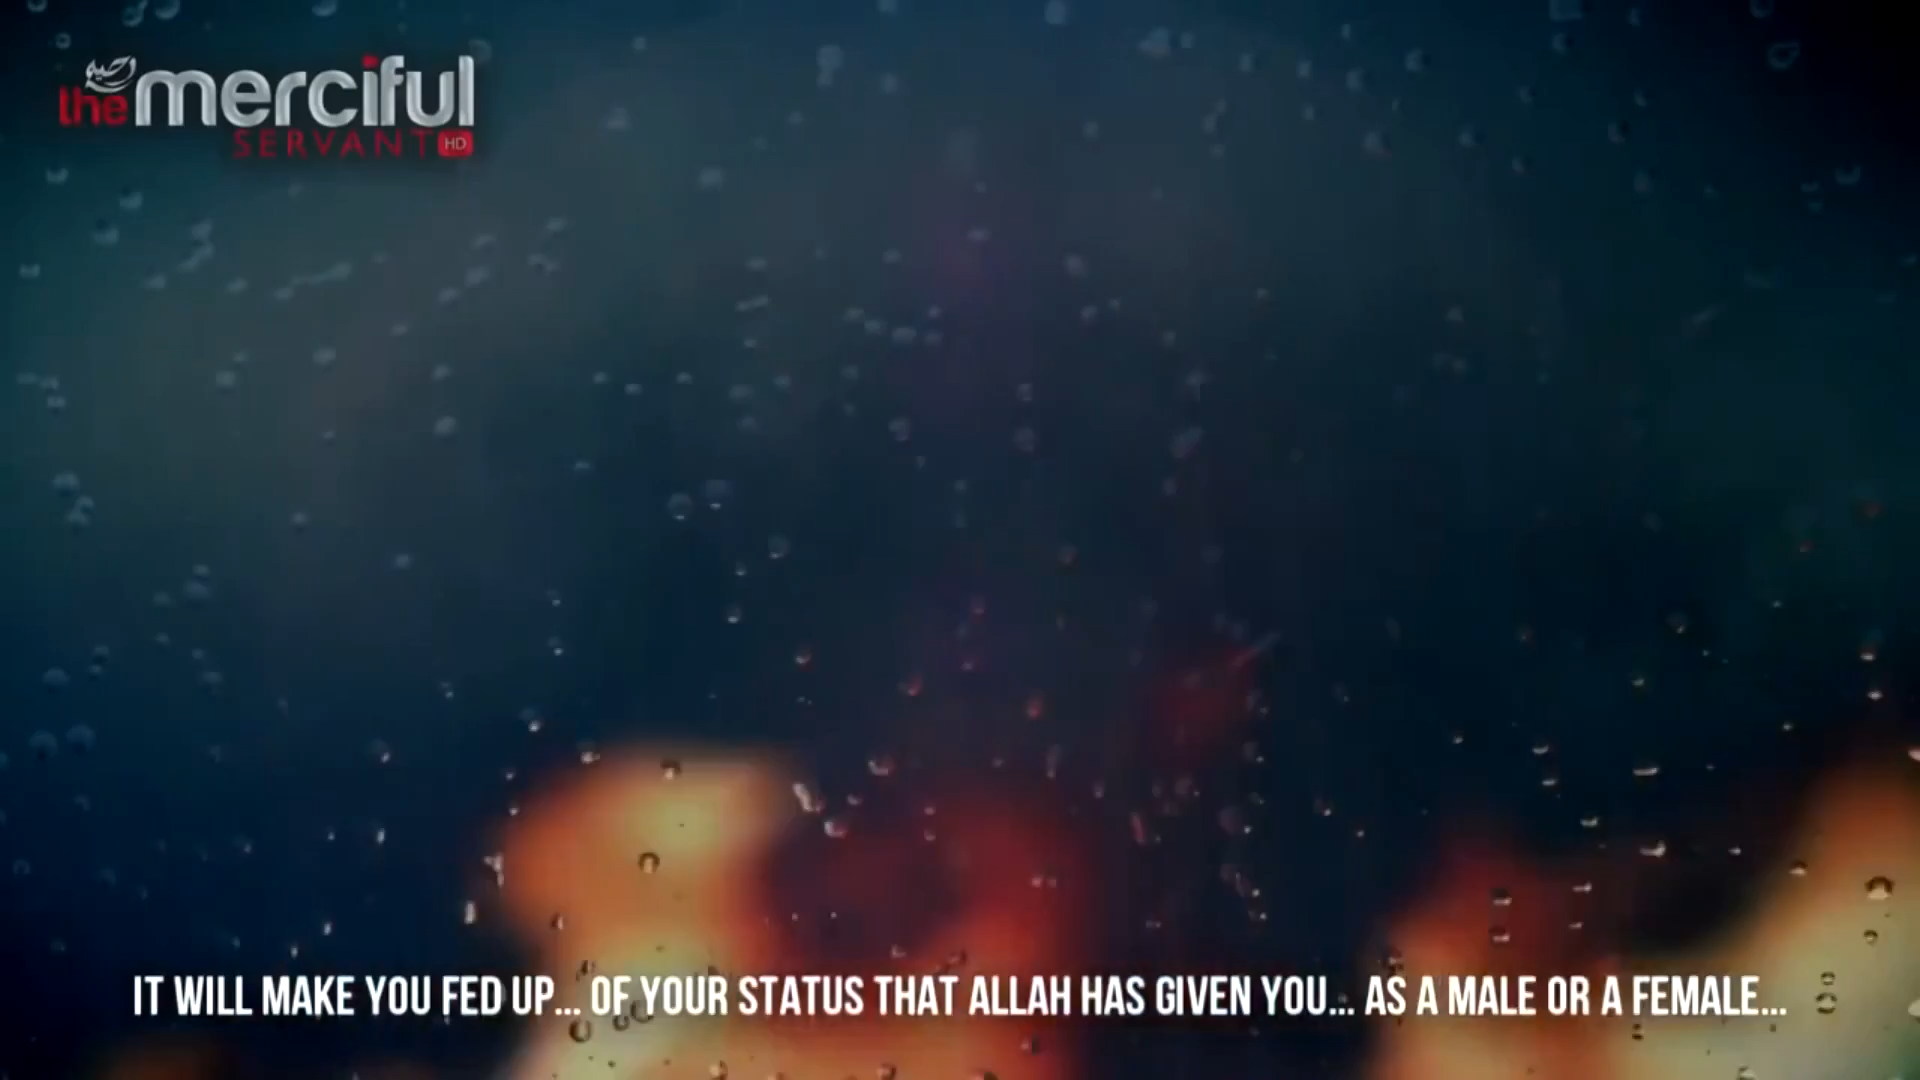 the merciful
SERVANT HD
IT WILL MAKE YOU FED UP... OF YOUR STATUS THAT ALLAH HAS GIVEN YOU... AS A MALE OR A FEMALE...